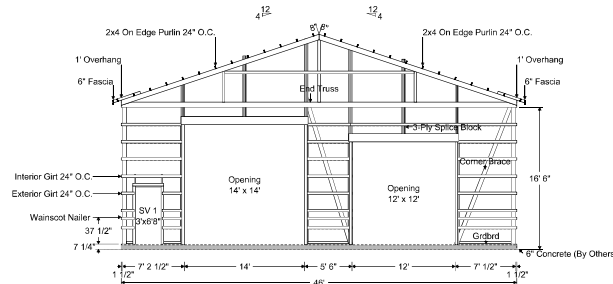 12
4
8" 8"
12
4
2x4 On Edge Purlin 24" O.C.
2x4 On Edge Purlin 24" O.C.
1' Overhang
6" Fascia
1' Overhang
6" Fascia
End Truss
3-Ply Splice Block
Opening
14' x 14'
Opening
12' x 12'
Corner Brace
16' 6"
Interior Girt 24" O.C.
Exterior Girt 24" O.C.
Wainscot Nailer
SV 1
3'x6'8"
37 1/2"
7 1/4"
Grdbrd
6" Concrete (By Others
7' 2 1/2"
14'
5' 6"
12'
7' 1/2"
1 1/2"
1 1/2"
46'